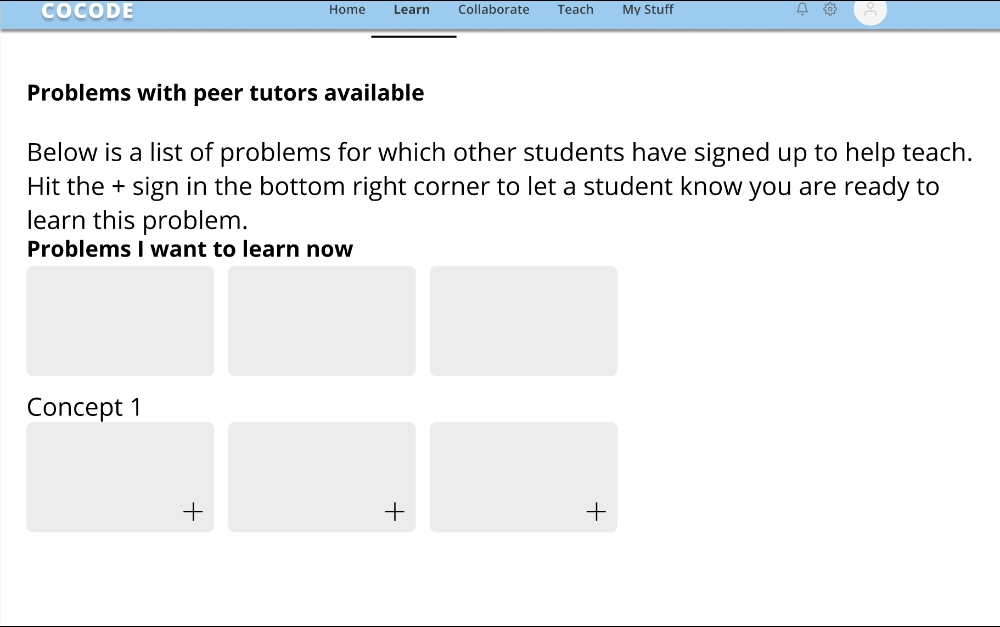 COCODE
Home Learn Collaborate Teach My Stuff
Problems with peer tutors available
Below is a list of problems for which other students have signed up to help teach.
Hit the + sign in the bottom right corner to let a student know you are ready to
learn this problem.
Problems I want to learn now
Concept 1
+ + +